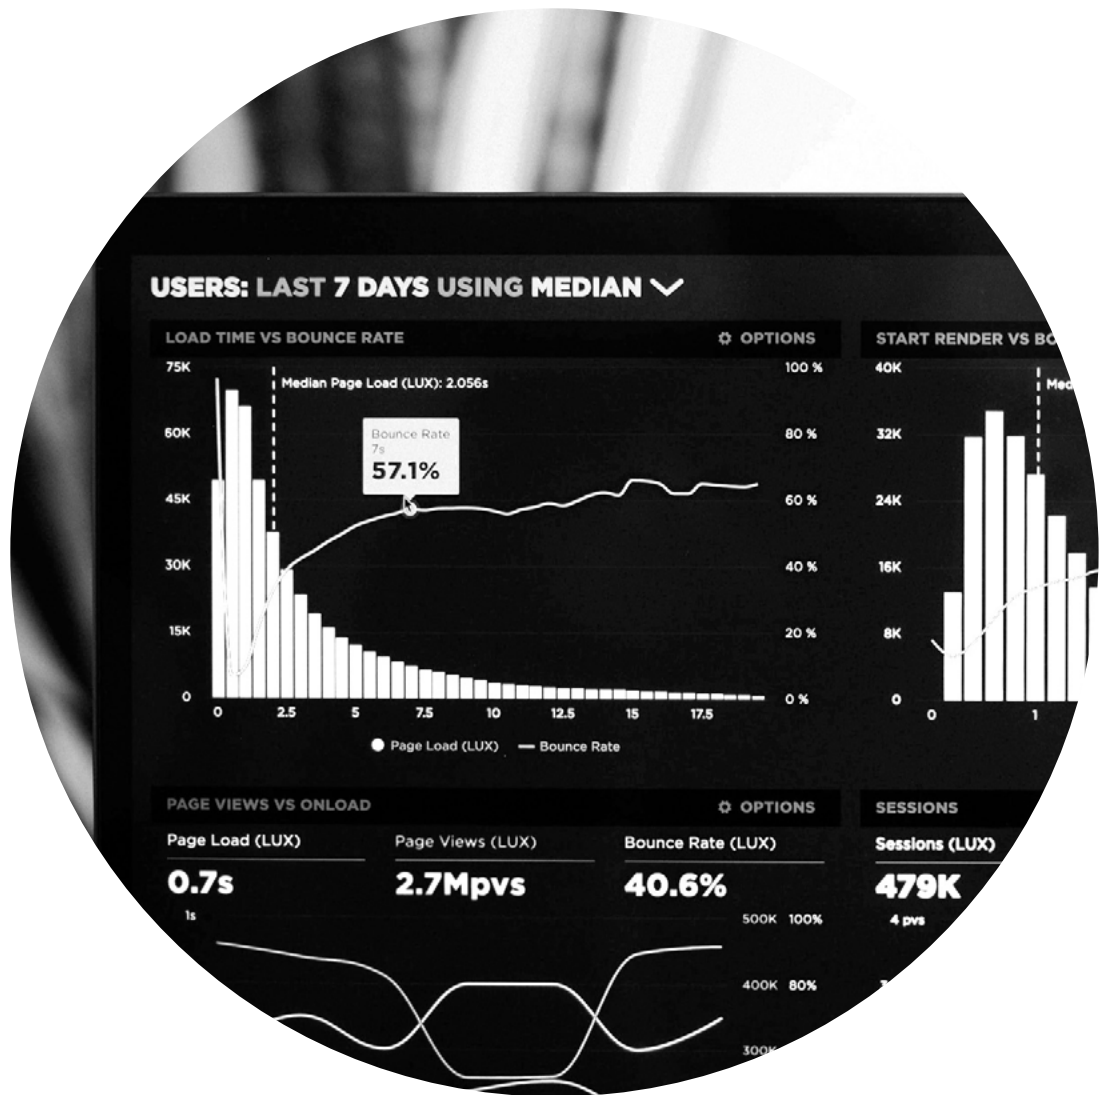 USERS: LAST 7 DAYS USING MEDIAN
LOAD TIME VS BOUNCE RATE
OPTIONS
75K
60K
45K
30K
15K
0
Median Page Load (LUX): 2.056s
Bounce Rate
7s
57.1%
100 %
80 %
60 %
40 %
20 %
0 %
0 2.5 5 7.5 10 12.5 15 17.5
Page Load (LUX) Bounce Rate
START RENDER VS
40K
32K
24K
16K
8K
0
0 1
PAGE VIEWS VS ONLOAD
OPTIONS
Page Load (LUX)
0.7s
1s
Page Views (LUX)
2.7Mpvs
Bounce Rate (LUX)
40.6%
500K 100%
400K 80%
300K
SESSIONS
Sessions (LUX)
479K
4 pvs